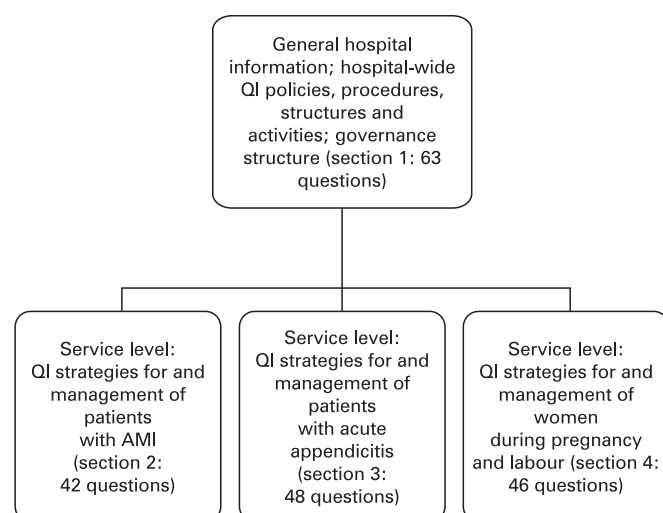 General hospital
information; hospital-wide
QI policies, procedures,
structures and
activities; governance
structure (section 1: 63
questions)
Service level:
QI strategies for and
management of
patients
with AMI
(section 2:
42 questions)
Service level:
QI strategies for and
management of
patients
with acute
appendicitis
(section 3:
48 questions)
Service level:
QI strategies for and
management of
women
during pregnancy
and labour (section 4:
46 questions)